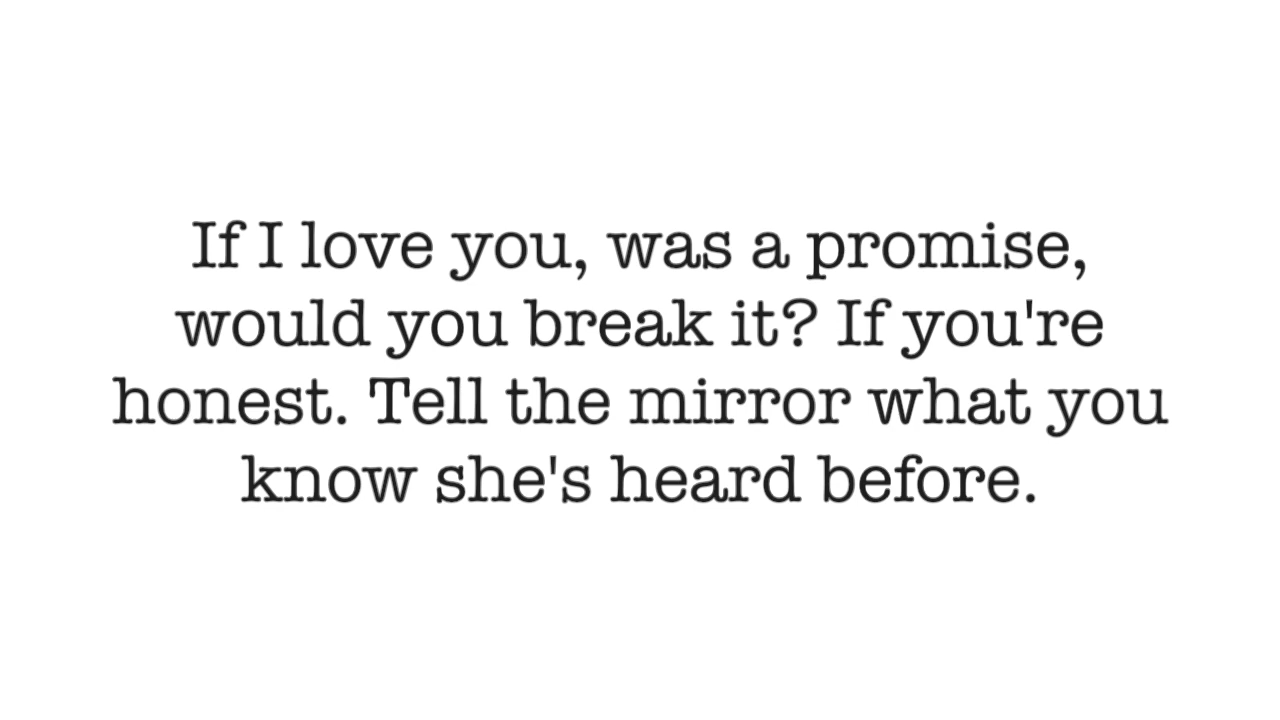 If I love you, was a promise,
would you break it? If you're
honest. Tell the mirror what you
know she's heard before.